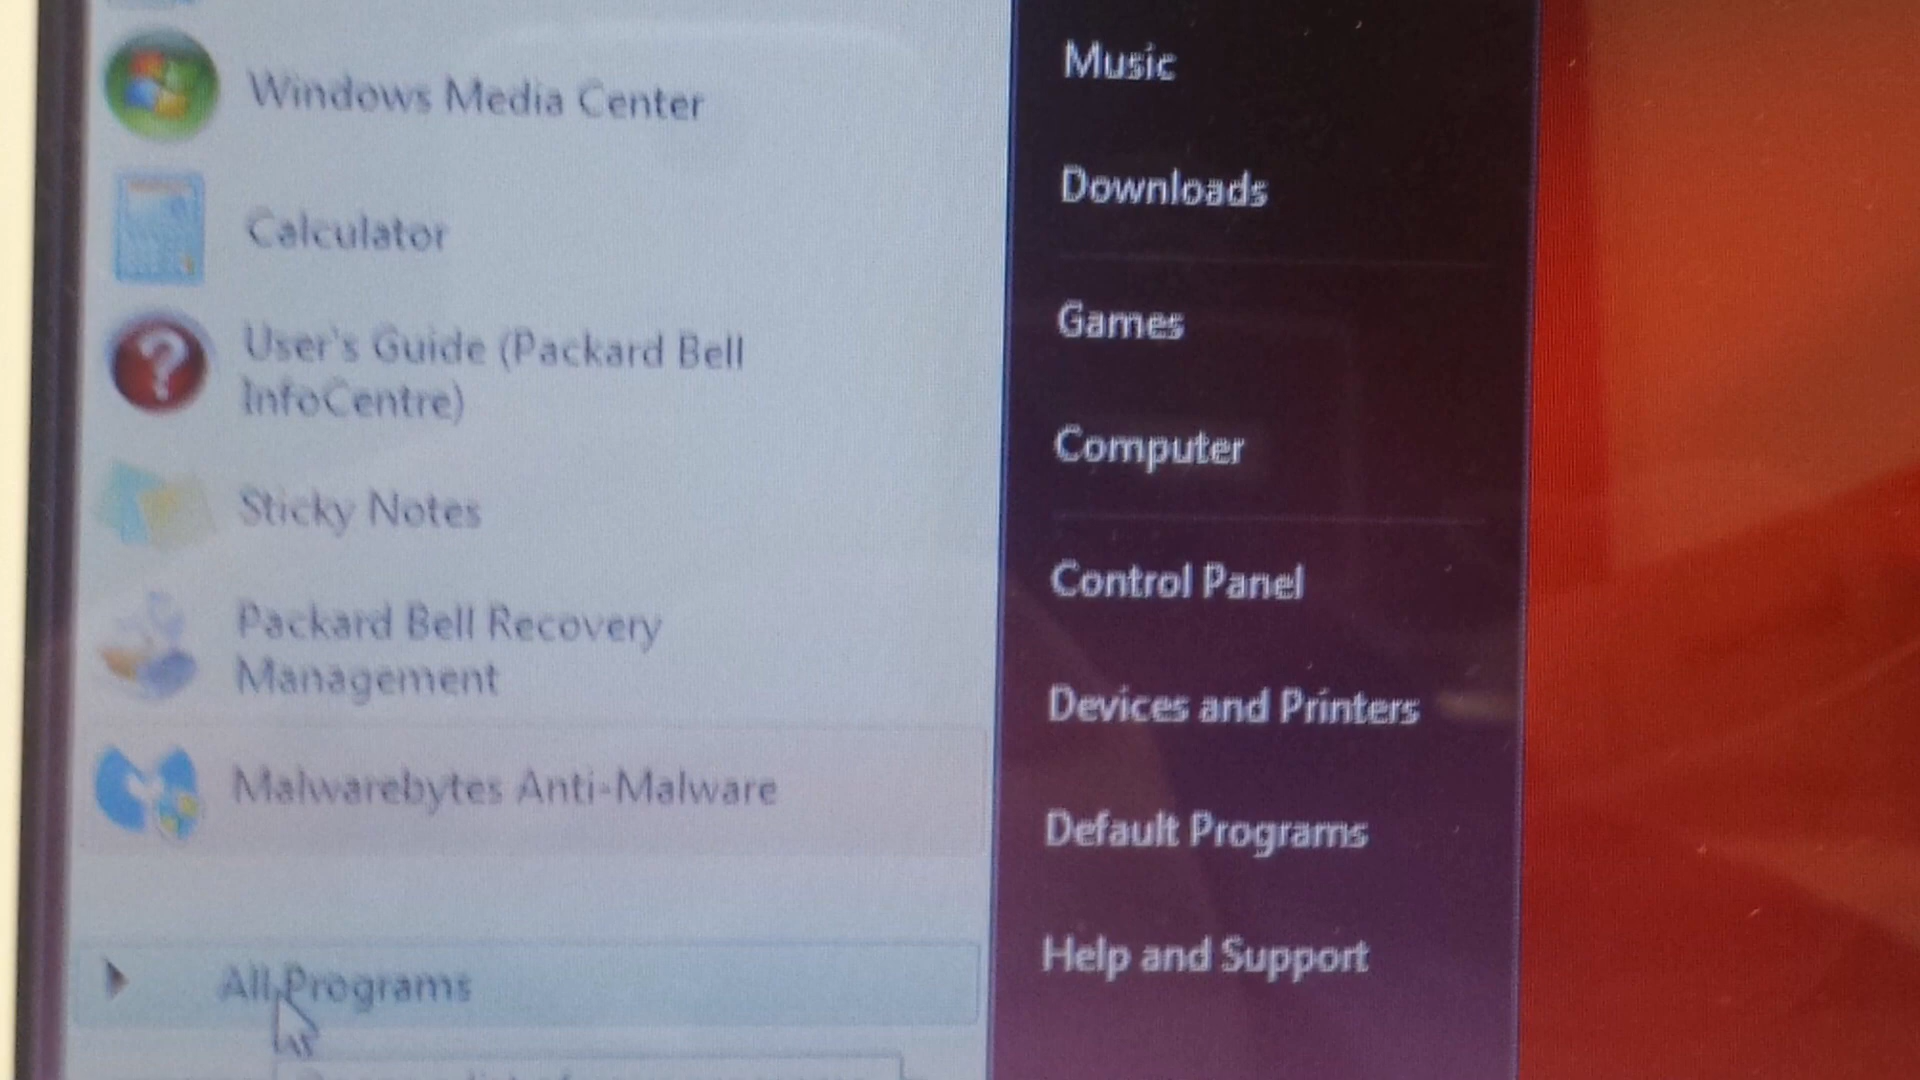 Windows Media Center
Calculator
User's Guide (Packard Bell
InfoCentre)
Sticky Notes
Packard Bell Recovery
Management
Malwarebytes Anti-Malware
All Programs
Music
Downloads
Games
Computer
Control Panel
Devices and Printers
Default Programs
Help and Support